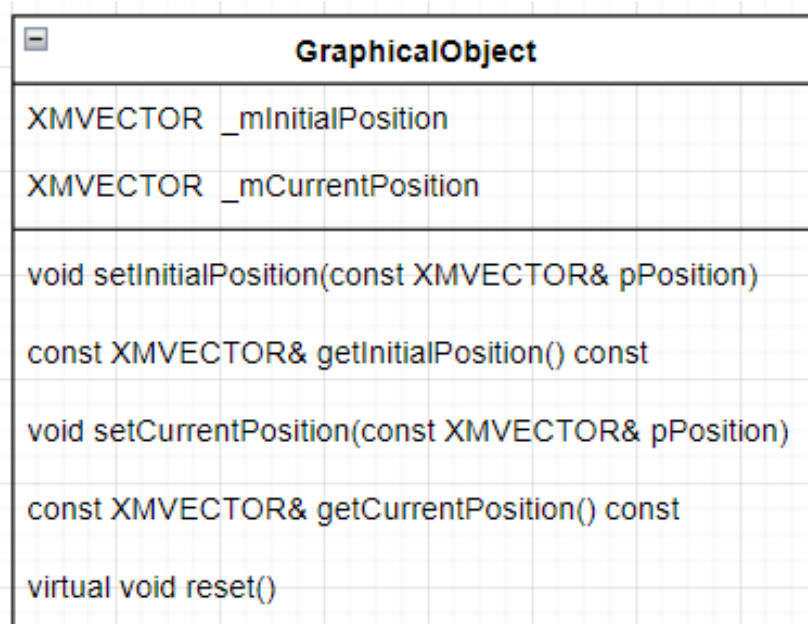 GraphicalObject
XMVECTOR _mInitialPosition
XMVECTOR _mCurrentPosition
void setInitialPosition(const XMVECTOR& pPosition)
const XMVECTOR& getInitialPosition() const
void setCurrentPosition(const XMVECTOR& pPosition)
const XMVECTOR& getCurrentPosition() const
virtual void reset()